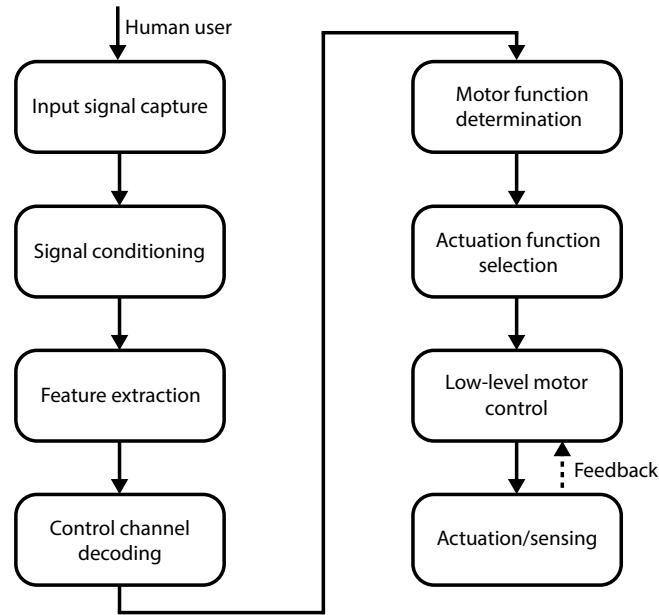 Human user
Input signal capture
Signal conditioning
Feature extraction
Control channel
decoding
Motor function
determination
Actuation function
selection
Low-level motor
control
Feedback
Actuation/sensing